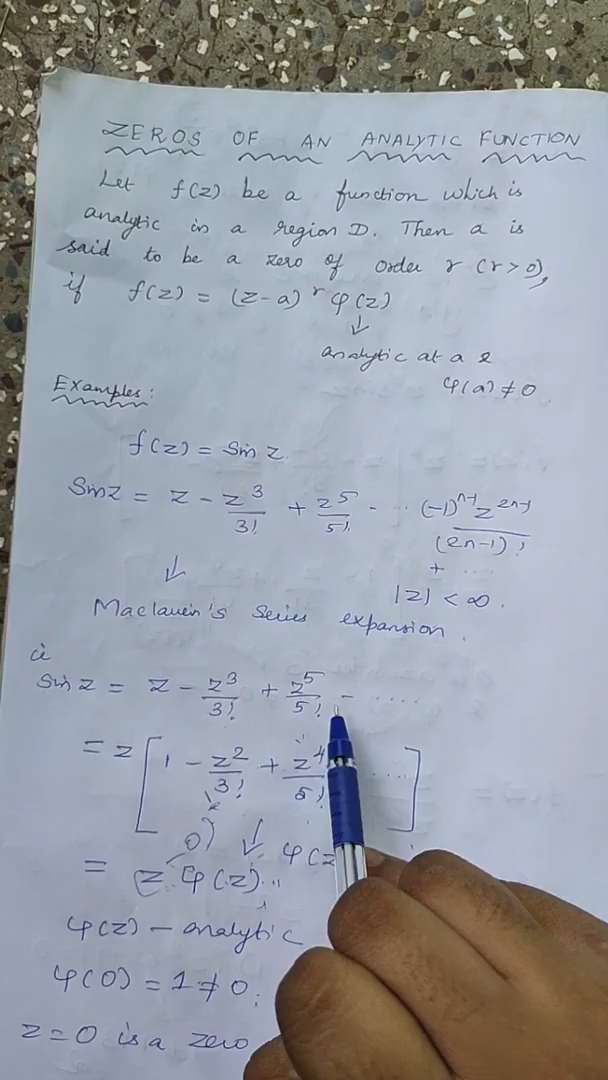 ZEROS OF AN ANALYTIC FUNCTION
Let f(z) be a function which is
analytic in a region D. Then a is
said to be a zero of order r (r>0),
if f(z) = (z-a)^r φ(z)
↓
analytic at a &
φ(a) ≠ 0
Examples:
f(z) = Sin z.
Sin z = z - z^3/3! + z^5/5! - ... (-1)^{n-1} z^{2n-1}/(2n-1)!
+ ....
|z| < ∞.
↓
Maclauein's Series expansion.
ie
Sin z = z - z^3/3! + z^5/5! - ....
= z [1 - z^2/3! + z^4/5! ....]
↓ φ(z
= z φ(z)
φ(z) - analytic
φ(0) = 1 ≠ 0;
z=0 is a zero